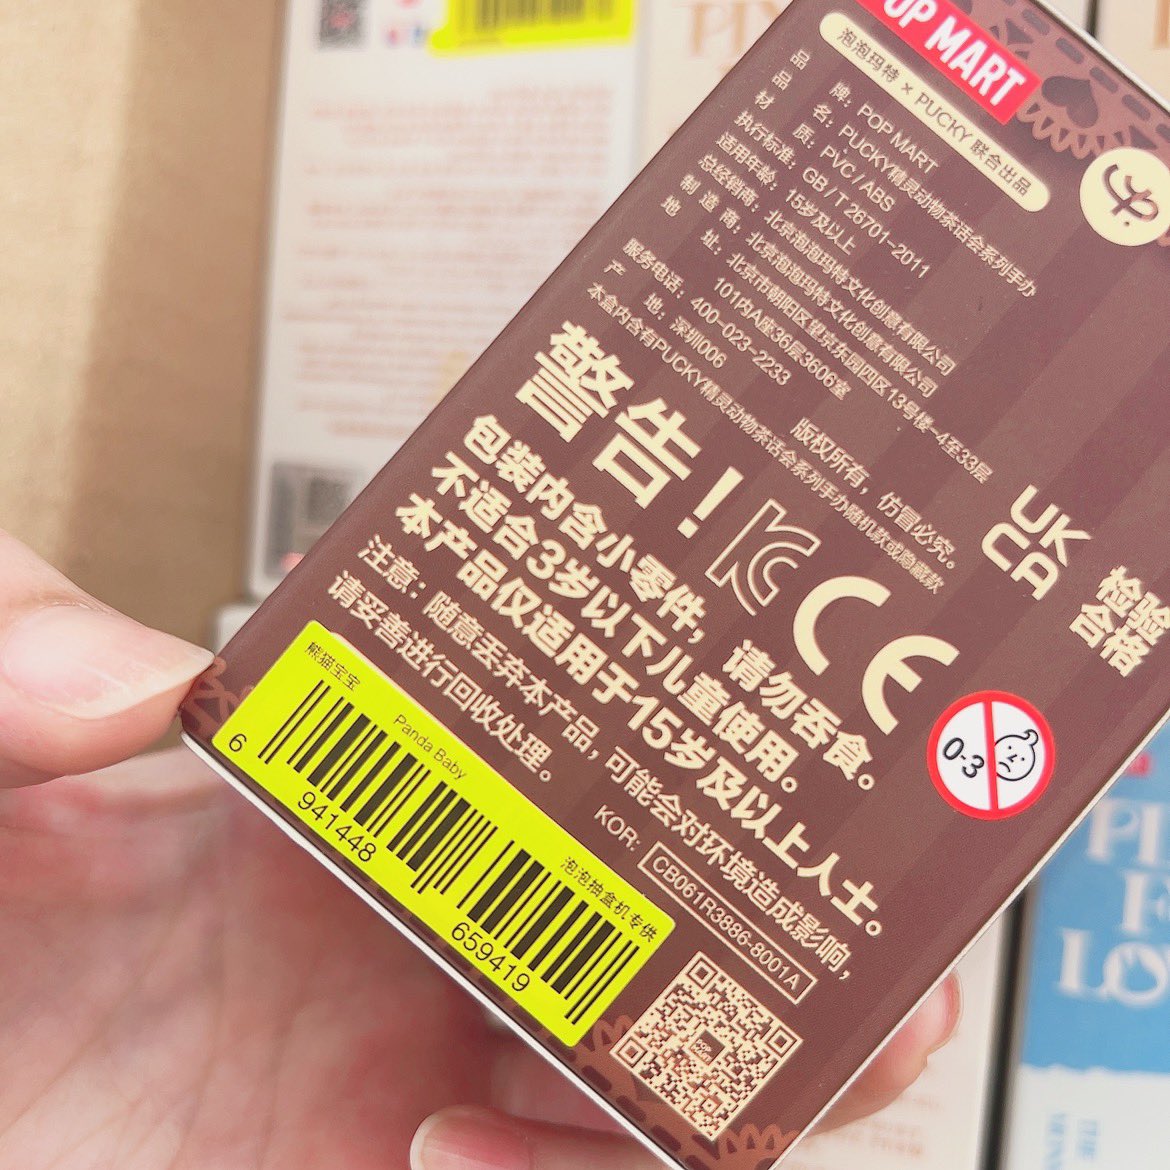 POP MART
泡泡玛特 × PUCKY 联合出品
品 牌：POP MART
品 名：PUCKY精灵动物茶话会系列手办
材 质：PVC/ABS
执行标准：GB/T 26701-2011
适用年龄：15岁及以上
总经销商：北京泡泡玛特文化创意有限公司
制 造 商：北京泡泡玛特文化创意有限公司
地 址：北京市朝阳区望京东园四区13号楼-4至33层
101内A座36层3606室
服务电话：400-023-2233
产 地：深圳006
版权所有，仿冒必究。
本盒内含有PUCKY精灵动物茶话会系列手办随机款或隐藏款
警告！
包装内含小零件，请勿吞食。
不适合3岁以下儿童使用。
本产品仅适用于15岁及以上人士。
注意：随意丢弃本产品，可能会对环境造成影响，
请妥善进行回收处理。
KC
CE
UK
CA
检验
合格
0-3
KOR: CB061R3886-8001A
熊猫宝宝
Panda Baby
泡泡抽盒机专供
6 941448 659419